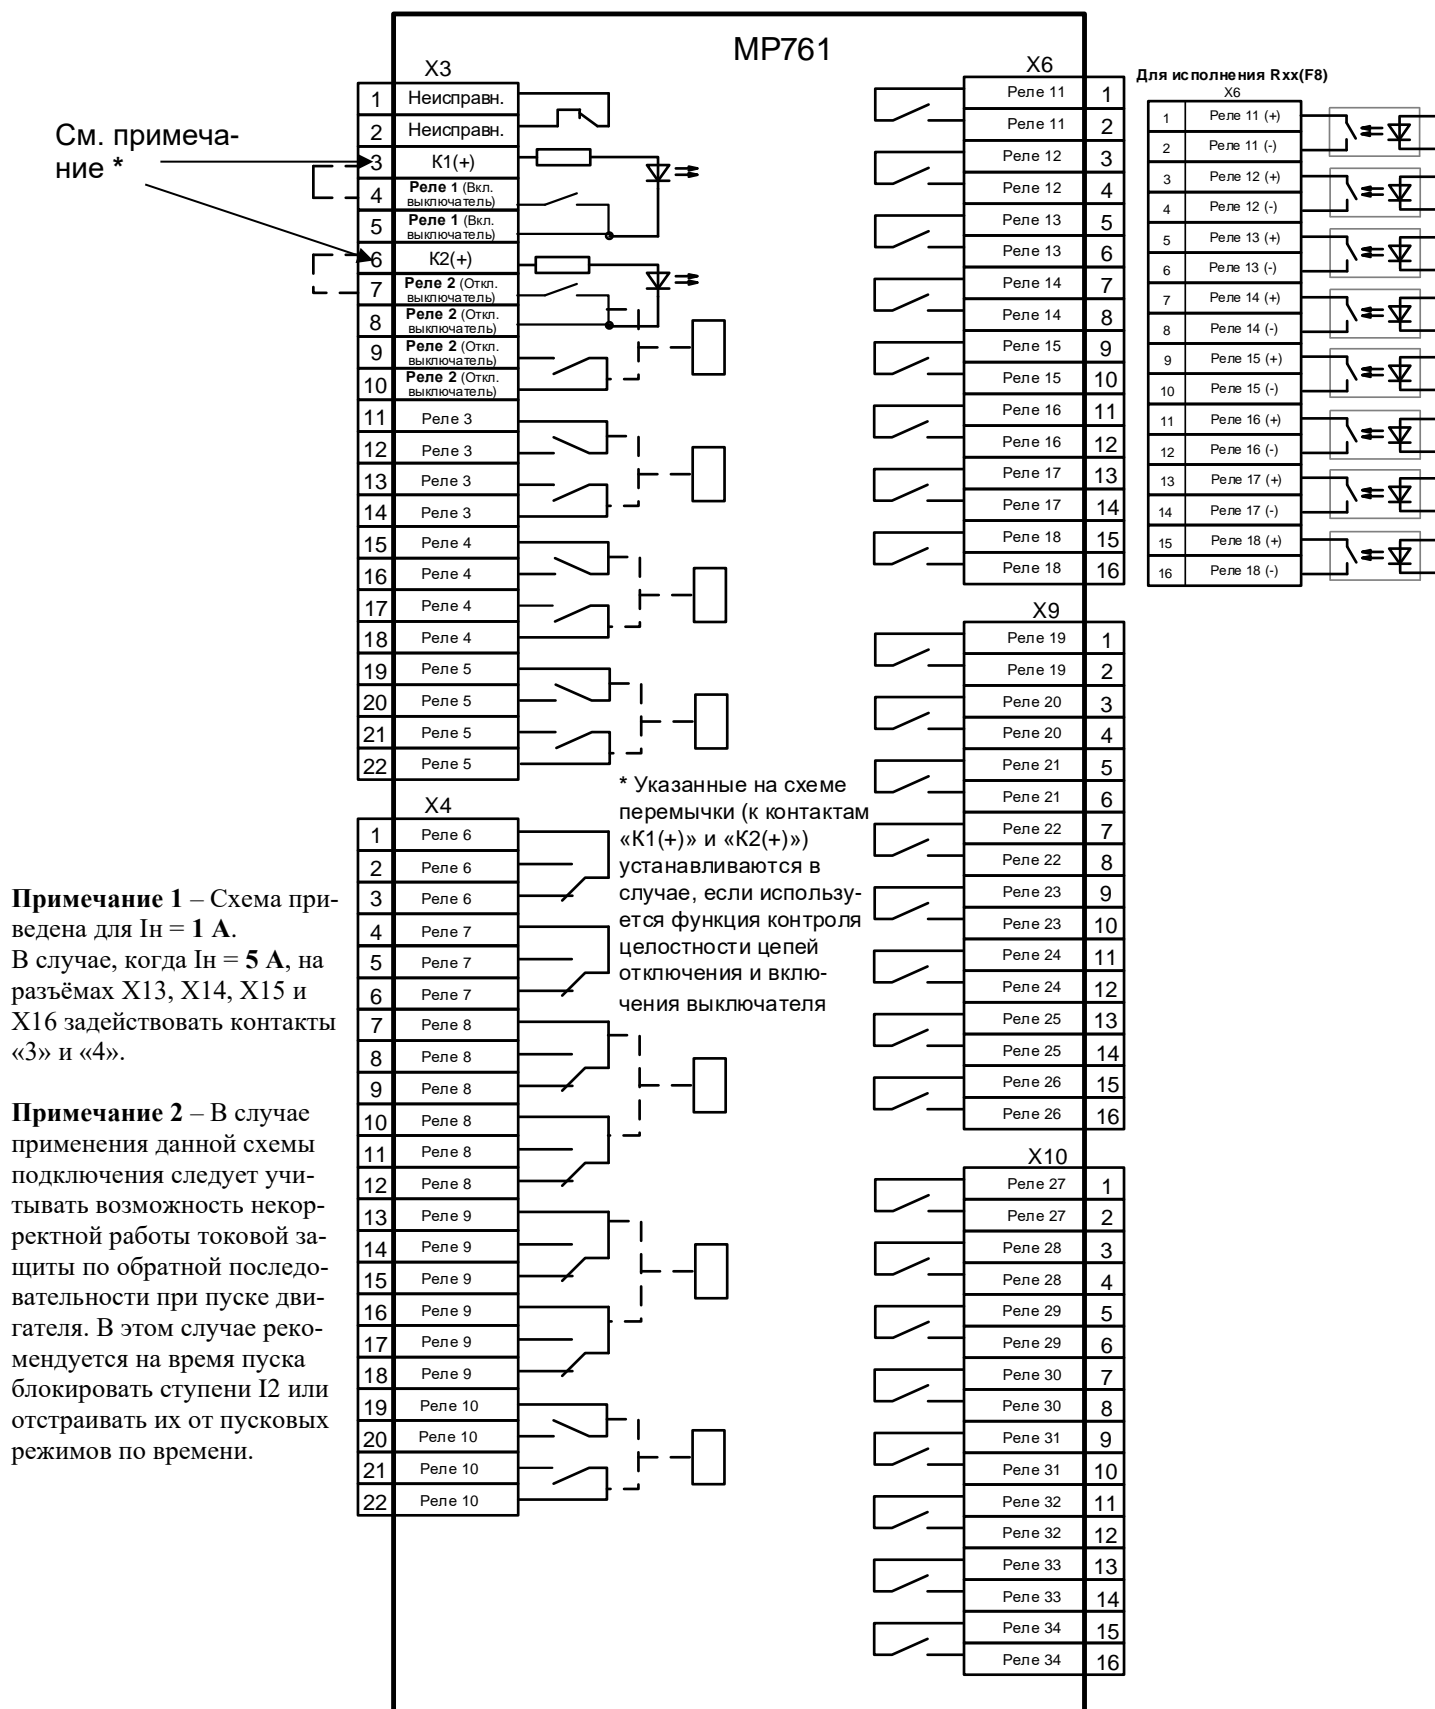 МР761
См. примеча-
ние *
X3
1 Неисправн.
2 Неисправн.
3 К1(+)
4 Реле 1 (Вкл.
выключатель)
5 Реле 1 (Вкл.
выключатель)
6 К2(+)
7 Реле 2 (Откл.
выключатель)
8 Реле 2 (Откл.
выключатель)
9 Реле 2 (Откл.
выключатель)
10 Реле 2 (Откл.
выключатель)
11 Реле 3
12 Реле 3
13 Реле 3
14 Реле 3
15 Реле 4
16 Реле 4
17 Реле 4
18 Реле 4
19 Реле 5
20 Реле 5
21 Реле 5
22 Реле 5
X4
1 Реле 6
2 Реле 6
3 Реле 6
4 Реле 7
5 Реле 7
6 Реле 7
7 Реле 8
8 Реле 8
9 Реле 8
10 Реле 8
11 Реле 8
12 Реле 8
13 Реле 9
14 Реле 9
15 Реле 9
16 Реле 9
17 Реле 9
18 Реле 9
19 Реле 10
20 Реле 10
21 Реле 10
22 Реле 10
Примечание 1 – Схема при-
ведена для Iн = 1 А.
В случае, когда Iн = 5 А, на
разъёмах X13, X14, X15 и
X16 задействовать контакты
«3» и «4».
Примечание 2 – В случае
применения данной схемы
подключения следует учи-
тывать возможность некор-
ректной работы токовой за-
щиты по обратной последо-
вательности при пуске дви-
гателя. В этом случае реко-
мендуется на время пуска
блокировать ступени I2 или
отстраивать их от пусковых
режимов по времени.
* Указанные на схеме
перемычки (к контактам
«К1(+)» и «К2(+)»)
устанавливаются в
случае, если использу-
ется функция контроля
целостности цепей
отключения и вклю-
чения выключателя
X6
Реле 11 1
Реле 11 2
Реле 12 3
Реле 12 4
Реле 13 5
Реле 13 6
Реле 14 7
Реле 14 8
Реле 15 9
Реле 15 10
Реле 16 11
Реле 16 12
Реле 17 13
Реле 17 14
Реле 18 15
Реле 18 16
X9
Реле 19 1
Реле 19 2
Реле 20 3
Реле 20 4
Реле 21 5
Реле 21 6
Реле 22 7
Реле 22 8
Реле 23 9
Реле 23 10
Реле 24 11
Реле 24 12
Реле 25 13
Реле 25 14
Реле 26 15
Реле 26 16
X10
Реле 27 1
Реле 27 2
Реле 28 3
Реле 28 4
Реле 29 5
Реле 29 6
Реле 30 7
Реле 30 8
Реле 31 9
Реле 31 10
Реле 32 11
Реле 32 12
Реле 33 13
Реле 33 14
Реле 34 15
Реле 34 16
Для исполнения Rxx(F8)
X6
1 Реле 11 (+)
2 Реле 11 (-)
3 Реле 12 (+)
4 Реле 12 (-)
5 Реле 13 (+)
6 Реле 13 (-)
7 Реле 14 (+)
8 Реле 14 (-)
9 Реле 15 (+)
10 Реле 15 (-)
11 Реле 16 (+)
12 Реле 16 (-)
13 Реле 17 (+)
14 Реле 17 (-)
15 Реле 18 (+)
16 Реле 18 (-)